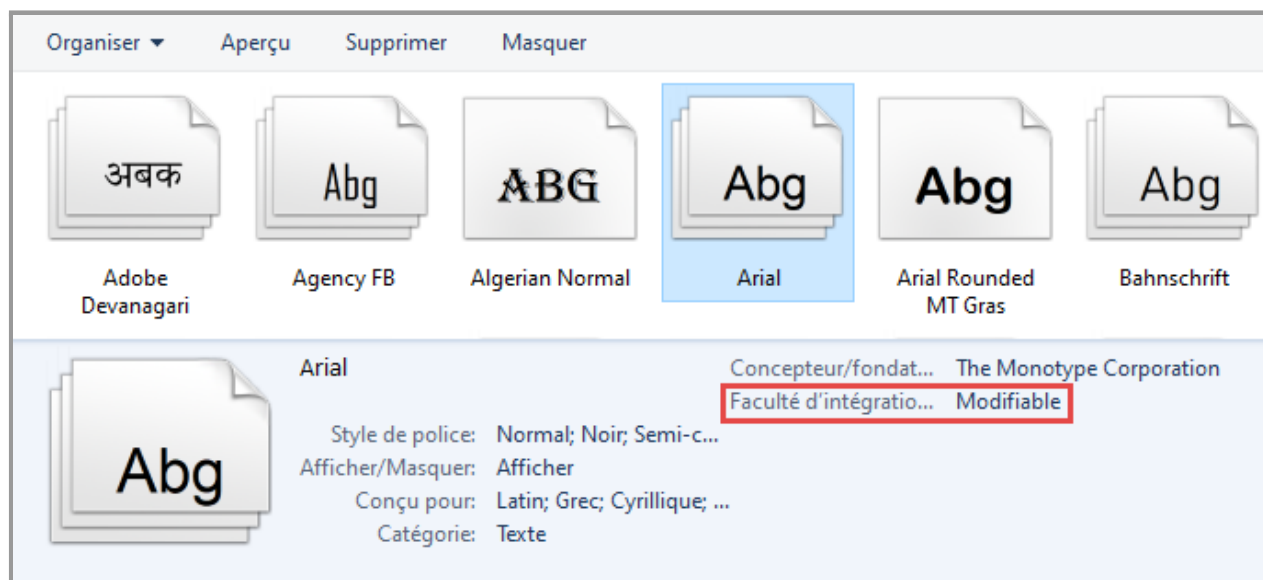 Organiser Aperçu Supprimer Masquer
अबक Abg ABG Abg Abg Abg
Adobe Devanagari
Agency FB
Algerian Normal
Arial
Arial Rounded MT Gras
Bahnschrift
Abg
Arial
Concepteur/fondat... The Monotype Corporation
Faculté d'intégratio... Modifiable
Style de police: Normal; Noir; Semi-c...
Afficher/Masquer: Afficher
Conçu pour: Latin; Grec; Cyrillique; ...
Catégorie: Texte